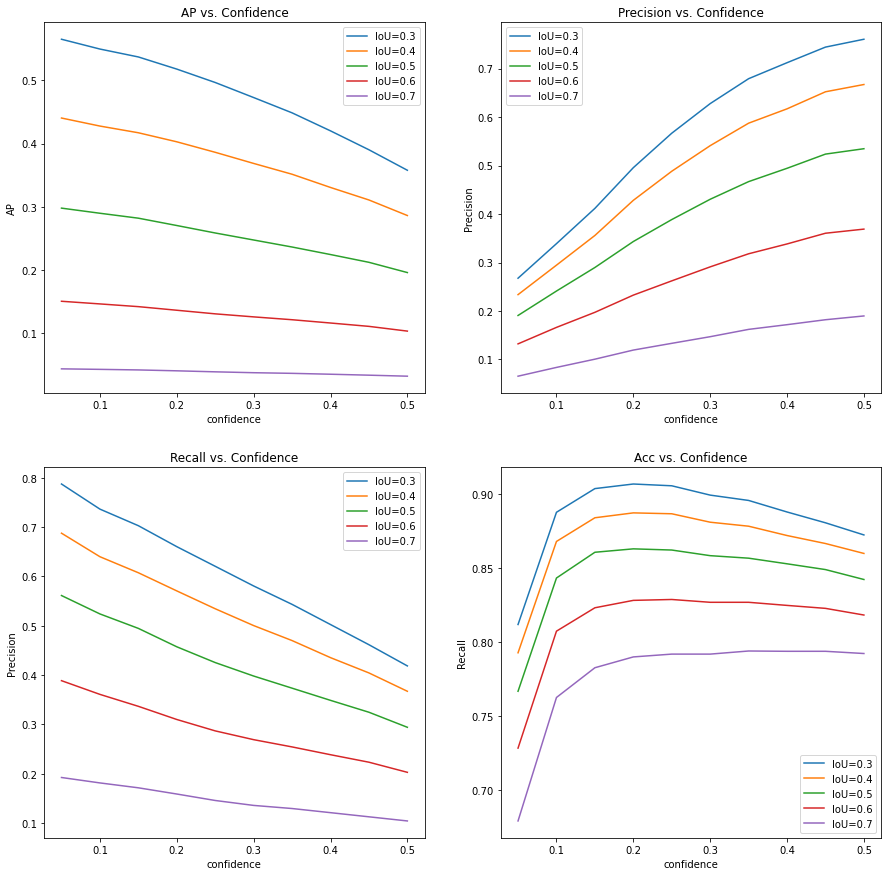 AP vs. Confidence
IoU=0.3
IoU=0.4
IoU=0.5
IoU=0.6
IoU=0.7
AP
0.5
0.4
0.3
0.2
0.1
0.1 0.2 0.3 0.4 0.5
confidence
Precision vs. Confidence
IoU=0.3
IoU=0.4
IoU=0.5
IoU=0.6
IoU=0.7
Precision
0.7
0.6
0.5
0.4
0.3
0.2
0.1
0.1 0.2 0.3 0.4 0.5
confidence
Recall vs. Confidence
IoU=0.3
IoU=0.4
IoU=0.5
IoU=0.6
IoU=0.7
Precision
0.8
0.7
0.6
0.5
0.4
0.3
0.2
0.1
0.1 0.2 0.3 0.4 0.5
confidence
Acc vs. Confidence
Recall
0.90
0.85
0.80
0.75
0.70
IoU=0.3
IoU=0.4
IoU=0.5
IoU=0.6
IoU=0.7
0.1 0.2 0.3 0.4 0.5
confidence